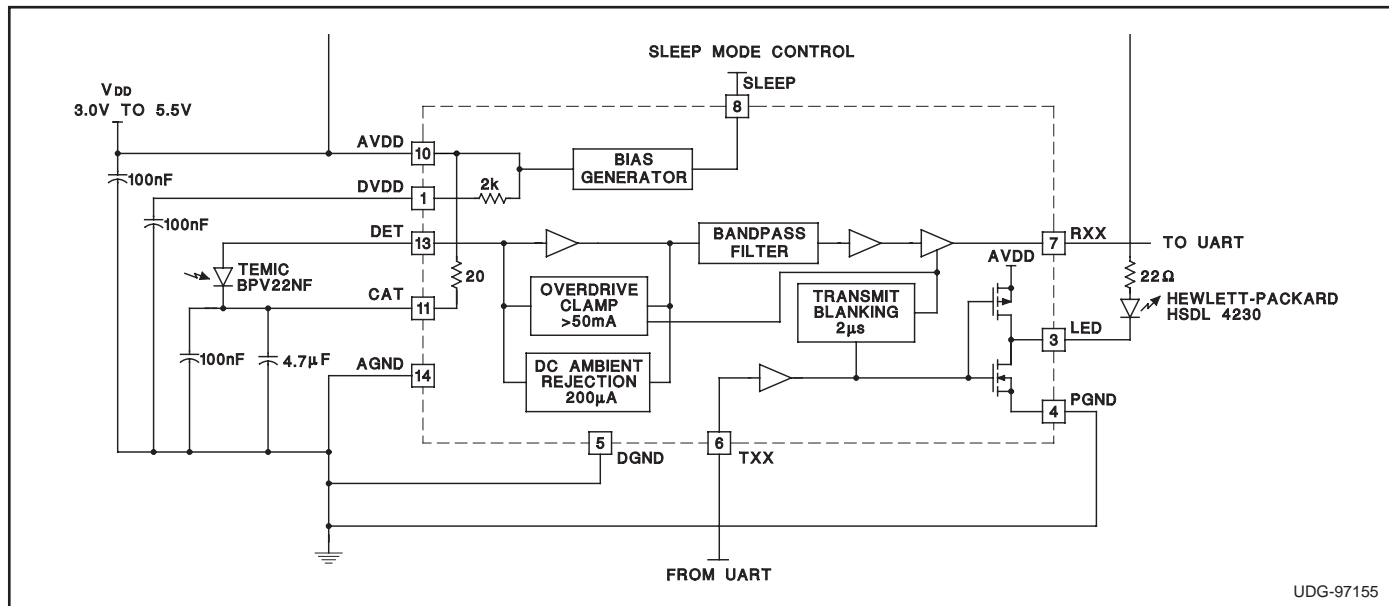 SLEEP MODE CONTROL
SLEEP
8
VDD
3.0V TO 5.5V
AVDD
10
100nF
DVDD
1
2k
BIAS
GENERATOR
100nF
DET
13
BANDPASS
FILTER
7
RXX
TO UART
AVDD
TEMIC
BPV22NF
20
OVERDRIVE
CLAMP
>50mA
TRANSMIT
BLANKING
2µs
22Ω
HEWLETT-PACKARD
HSDL 4230
CAT
11
3
LED
100nF
4.7µF
AGND
14
DC AMBIENT
REJECTION
200µA
4
PGND
5
DGND
6
TXX
FROM UART
UDG-97155